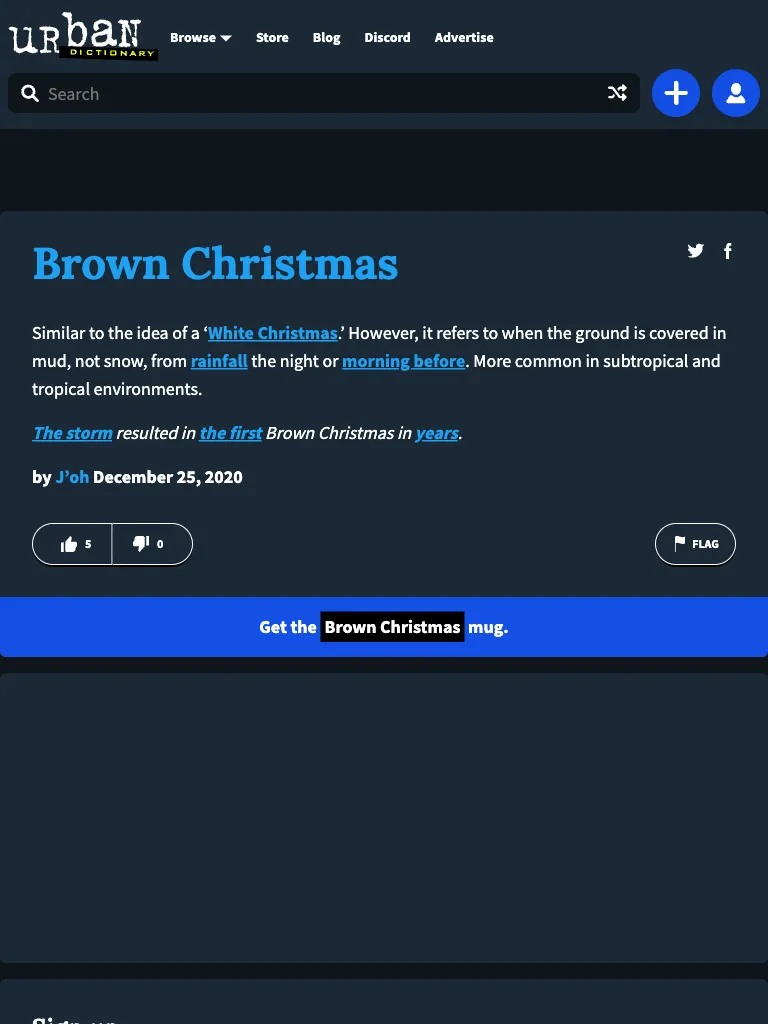 urban
DICTIONARY
Browse Store Blog Discord Advertise
Search
Brown Christmas
Similar to the idea of a ‘White Christmas.’ However, it refers to when the ground is covered in
mud, not snow, from rainfall the night or morning before. More common in subtropical and
tropical environments.
The storm resulted in the first Brown Christmas in years.
by J’oh December 25, 2020
5 0 FLAG
Get the Brown Christmas mug.
Sign up